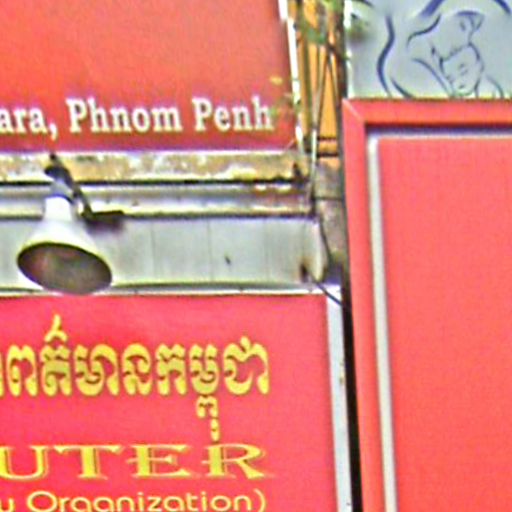 ara, Phnom Penh
ពត៌មានកម្ពុជា
UTER
u Organization)